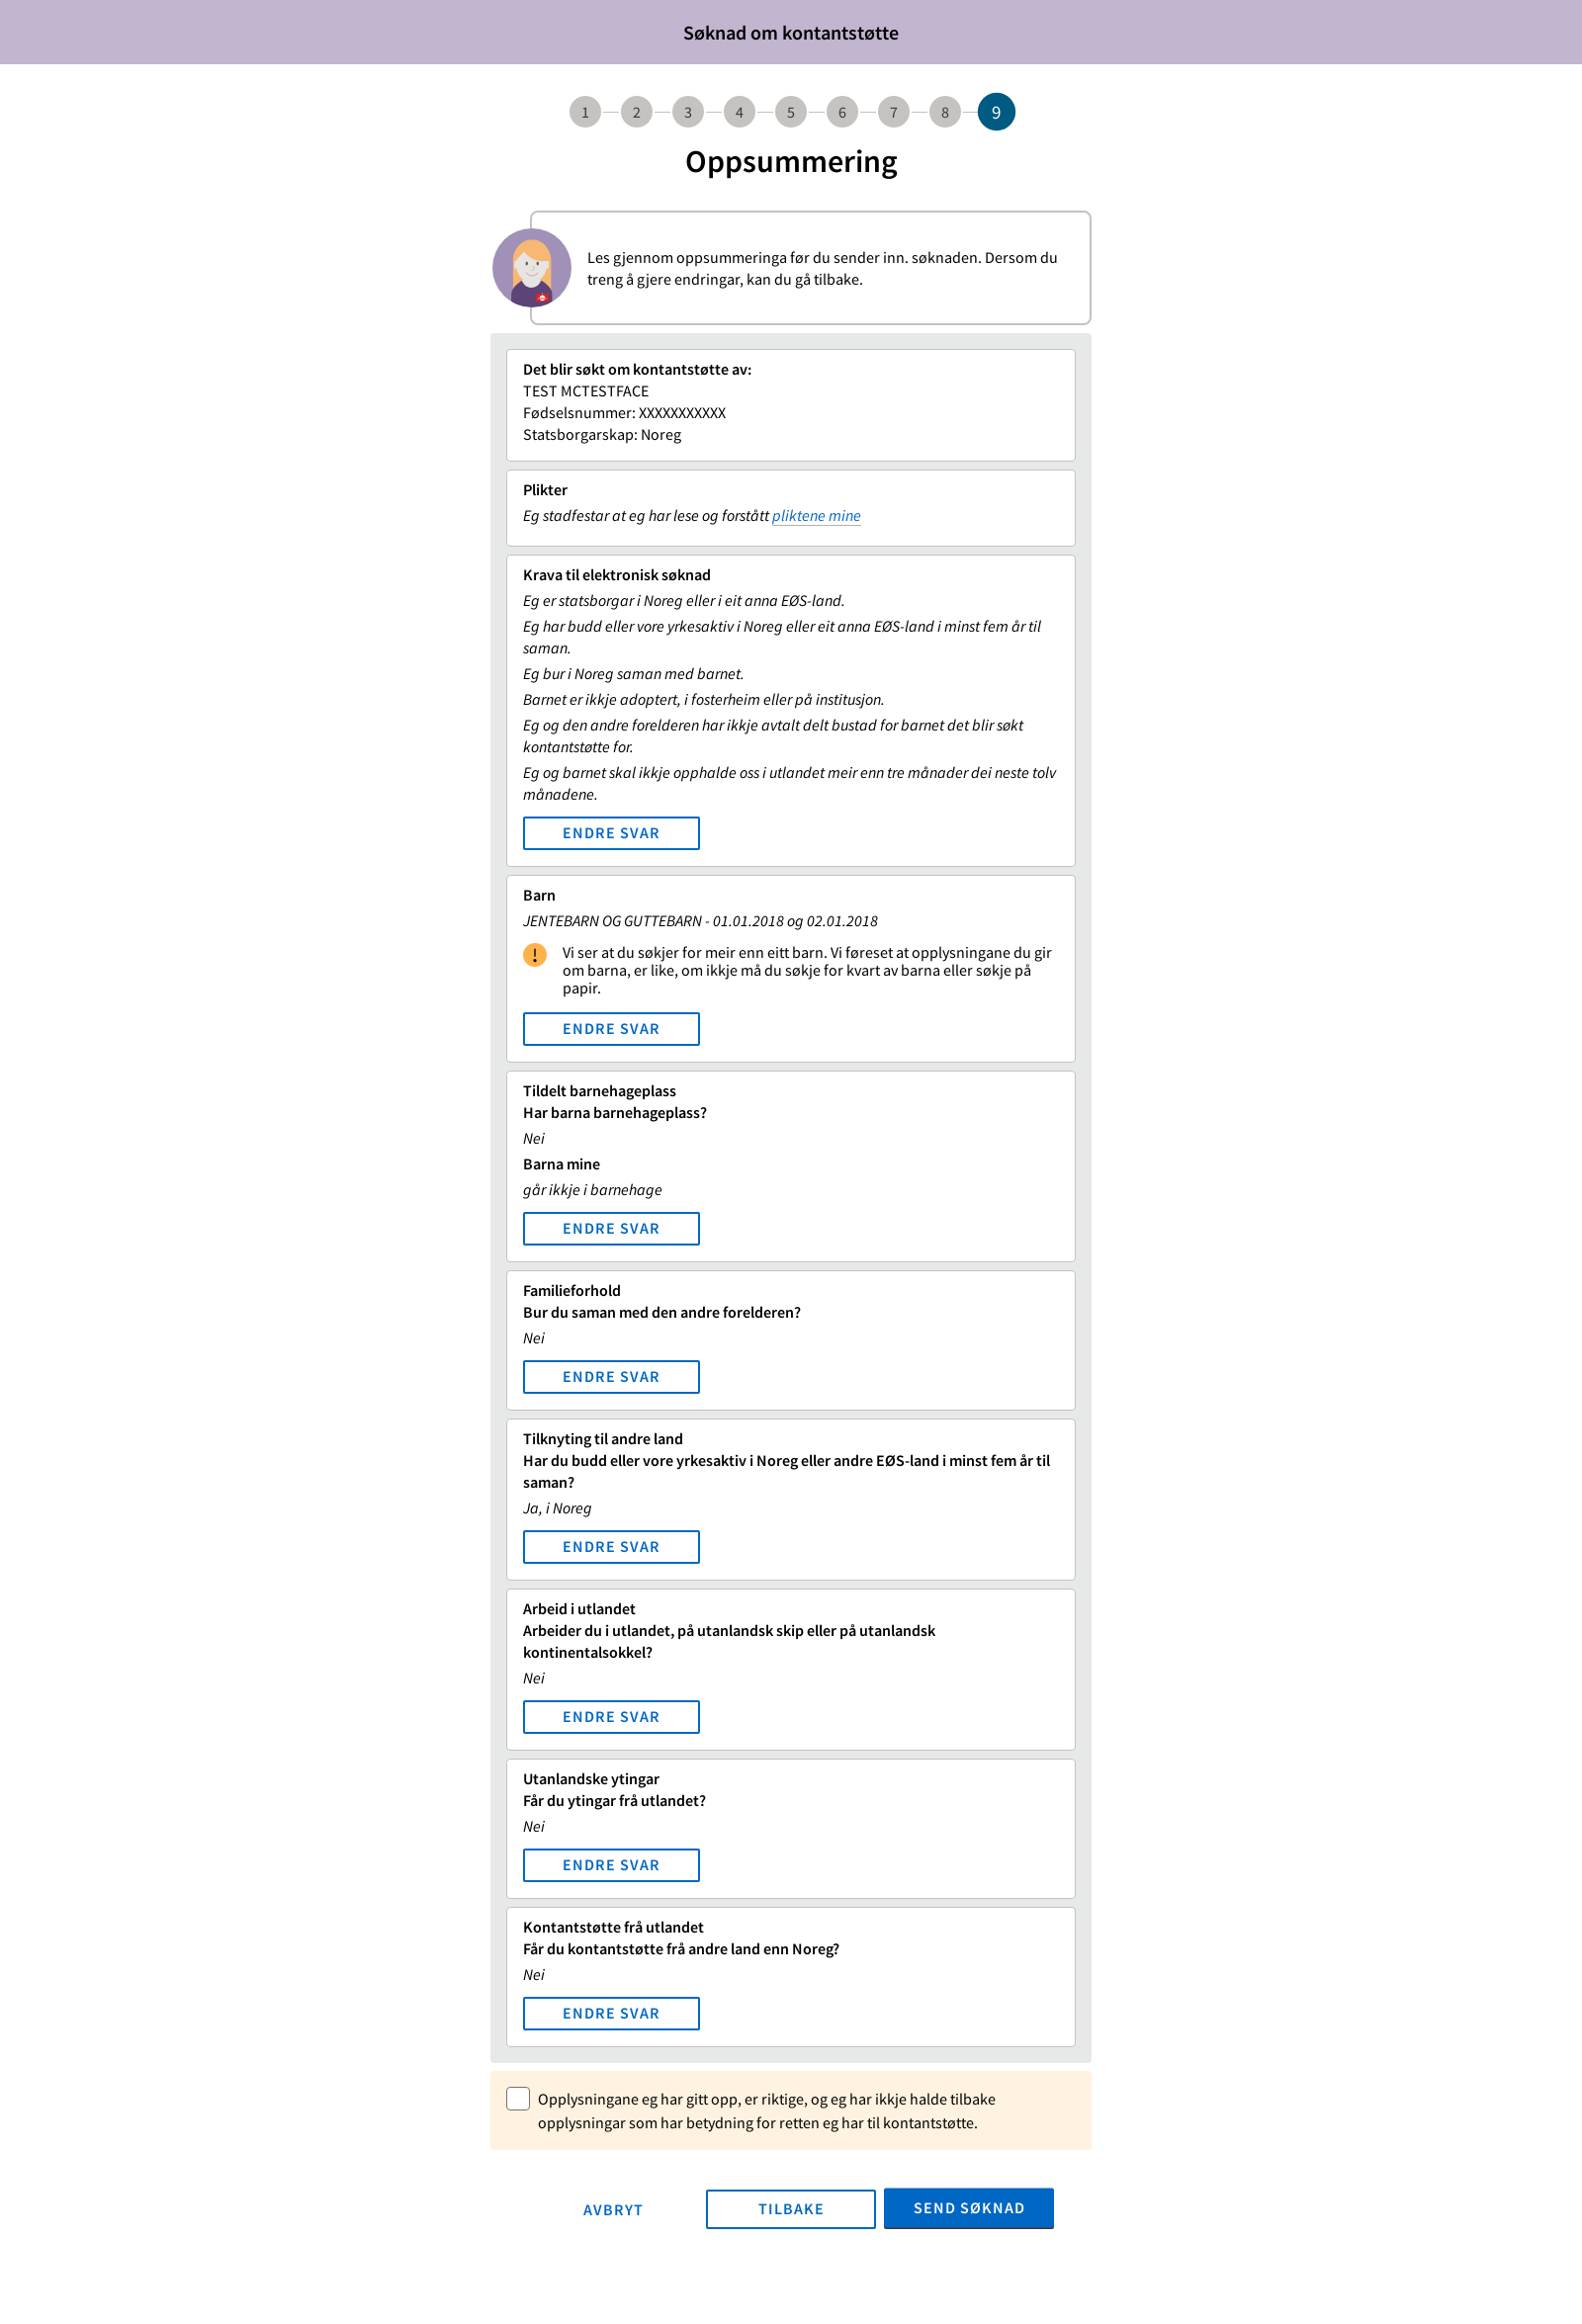 Søknad om kontantstøtte
1 2 3 4 5 6 7 8 9
Oppsummering
Les gjennom oppsummeringa før du sender inn. søknaden. Dersom du
treng å gjere endringar, kan du gå tilbake.
Det blir søkt om kontantstøtte av:
TEST MCTESTFACE
Fødselsnummer: XXXXXXXXXXX
Statsborgarskap: Noreg
Plikter
Eg stadfestar at eg har lese og forstått pliktene mine
Krava til elektronisk søknad
Eg er statsborgar i Noreg eller i eit anna EØS-land.
Eg har budd eller vore yrkesaktiv i Noreg eller eit anna EØS-land i minst fem år til
saman.
Eg bur i Noreg saman med barnet.
Barnet er ikkje adoptert, i fosterheim eller på institusjon.
Eg og den andre forelderen har ikkje avtalt delt bustad for barnet det blir søkt
kontantstøtte for.
Eg og barnet skal ikkje opphalde oss i utlandet meir enn tre månader dei neste tolv
månadene.
ENDRE SVAR
Barn
JENTEBARN OG GUTTEBARN - 01.01.2018 og 02.01.2018
Vi ser at du søkjer for meir enn eitt barn. Vi føreset at opplysningane du gir
om barna, er like, om ikkje må du søkje for kvart av barna eller søkje på
papir.
ENDRE SVAR
Tildelt barnehageplass
Har barna barnehageplass?
Nei
Barna mine
går ikkje i barnehage
ENDRE SVAR
Familieforhold
Bur du saman med den andre forelderen?
Nei
ENDRE SVAR
Tilknyting til andre land
Har du budd eller vore yrkesaktiv i Noreg eller andre EØS-land i minst fem år til
saman?
Ja, i Noreg
ENDRE SVAR
Arbeid i utlandet
Arbeider du i utlandet, på utanlandsk skip eller på utanlandsk
kontinentalsokkel?
Nei
ENDRE SVAR
Utanlandske ytingar
Får du ytingar frå utlandet?
Nei
ENDRE SVAR
Kontantstøtte frå utlandet
Får du kontantstøtte frå andre land enn Noreg?
Nei
ENDRE SVAR
Opplysningane eg har gitt opp, er riktige, og eg har ikkje halde tilbake
opplysningar som har betydning for retten eg har til kontantstøtte.
AVBRYT TILBAKE SEND SØKNAD